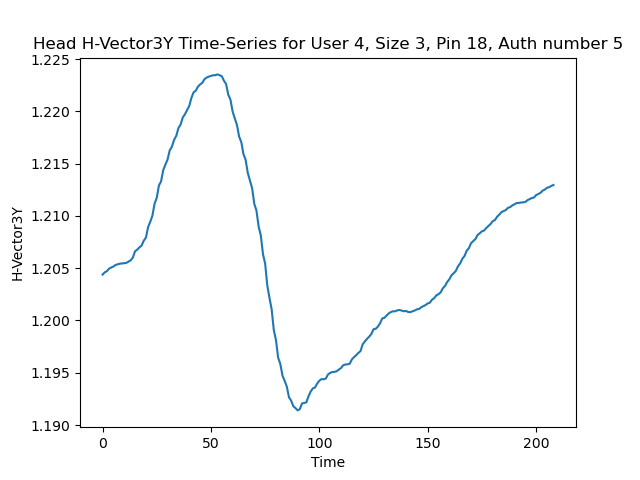 Head H-Vector3Y Time-Series for User 4, Size 3, Pin 18, Auth number 5
1.225
1.220
1.215
1.210
1.205
1.200
1.195
1.190
H-Vector3Y
0 50 100 150 200
Time